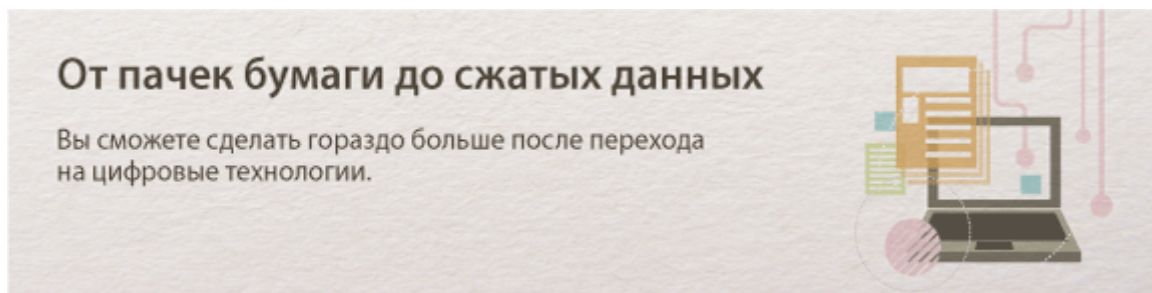 От пачек бумаги до сжатых данных
Вы сможете сделать гораздо больше после перехода
на цифровые технологии.